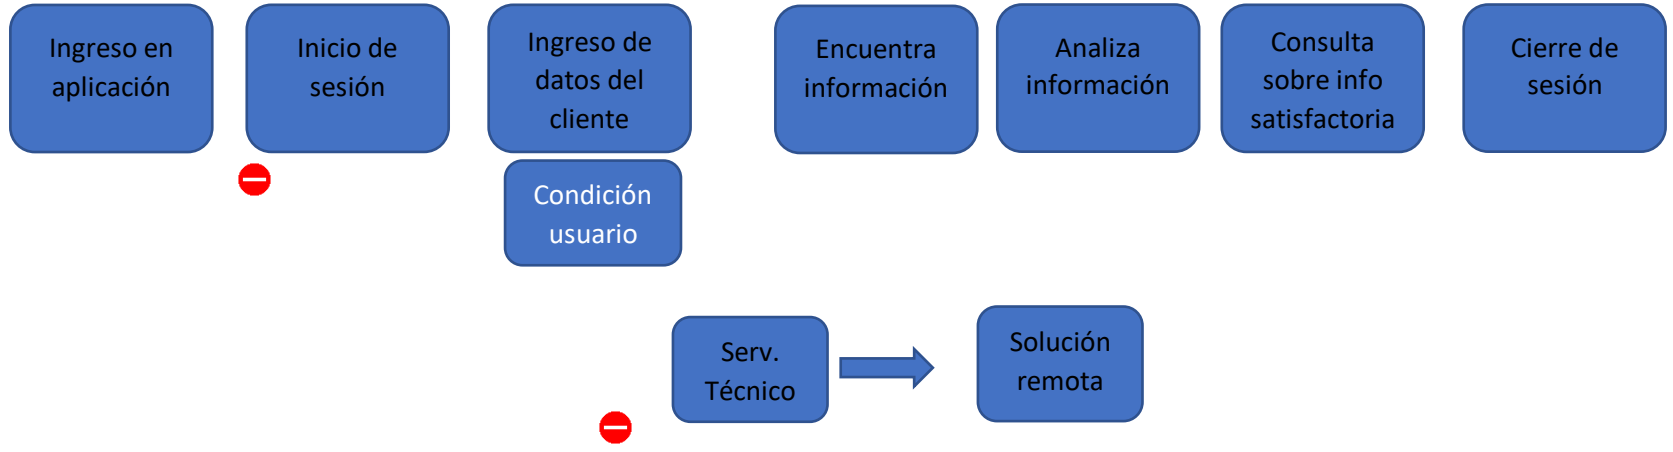 Ingreso en
aplicación
Inicio de
sesión
Ingreso de
datos del
cliente
Encuentra
información
Analiza
información
Consulta
sobre info
satisfactoria
Cierre de
sesión
Condición
usuario
Serv.
Técnico
Solución
remota